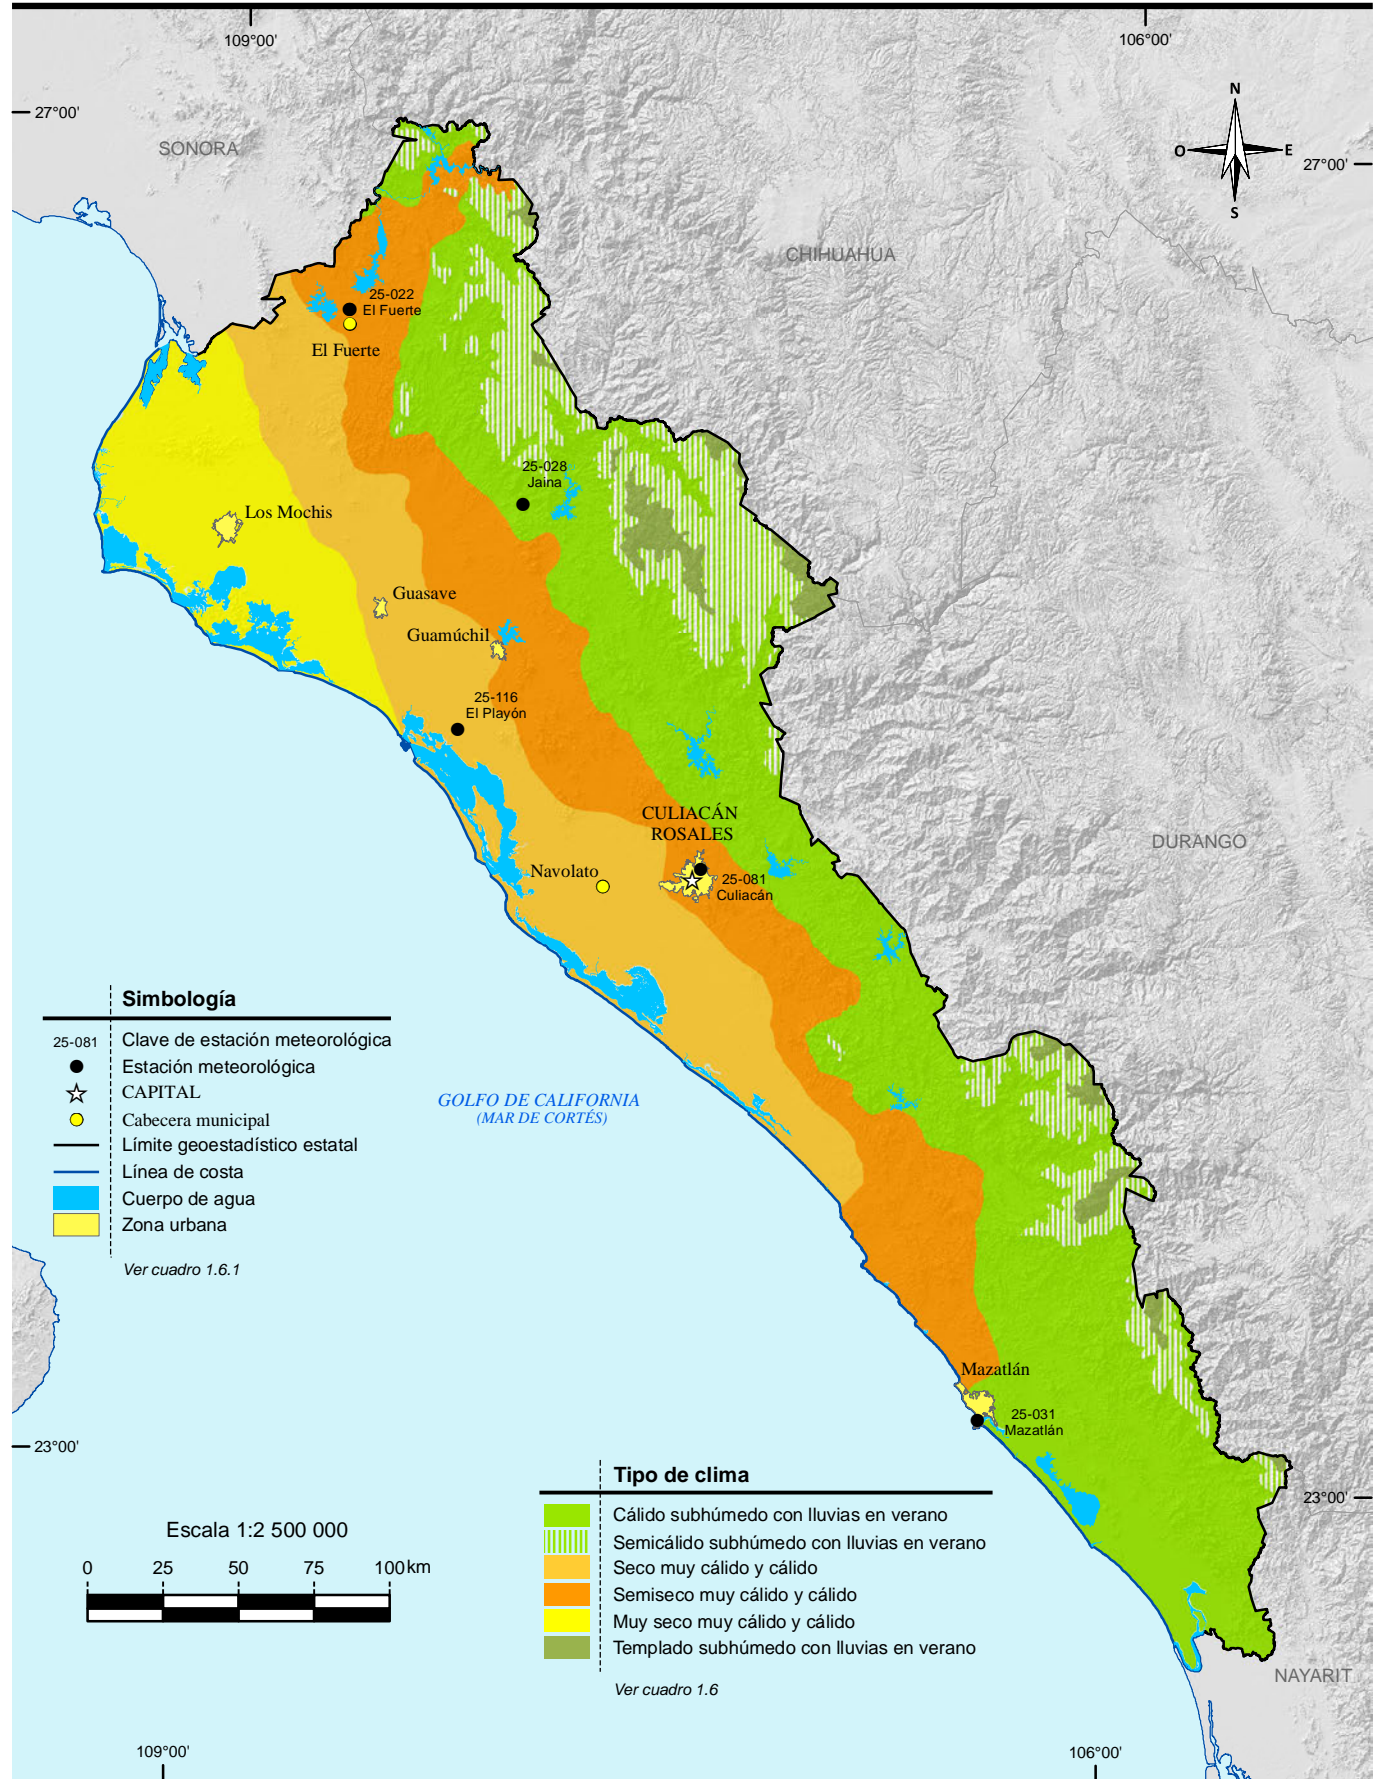 109°00'
106°00'
27°00'
27°00'
N
O
E
S
SONORA
CHIHUAHUA
25-022
El Fuerte
El Fuerte
25-028
Jaina
Los Mochis
Guasave
Guamúchil
25-116
El Playón
CULIACÁN
ROSALES
DURANGO
Navolato
25-081
Culiacán
Simbología
25-081 Clave de estación meteorológica
Estación meteorológica
CAPITAL
Cabecera municipal
Límite geoestadístico estatal
Línea de costa
Cuerpo de agua
Zona urbana
Ver cuadro 1.6.1
GOLFO DE CALIFORNIA
(MAR DE CORTÉS)
Mazatlán
25-031
Mazatlán
23°00'
23°00'
Tipo de clima
Cálido subhúmedo con lluvias en verano
Semicálido subhúmedo con lluvias en verano
Seco muy cálido y cálido
Semiseco muy cálido y cálido
Muy seco muy cálido y cálido
Templado subhúmedo con lluvias en verano
Ver cuadro 1.6
Escala 1:2 500 000
0 25 50 75 100 km
NAYARIT
109°00'
106°00'